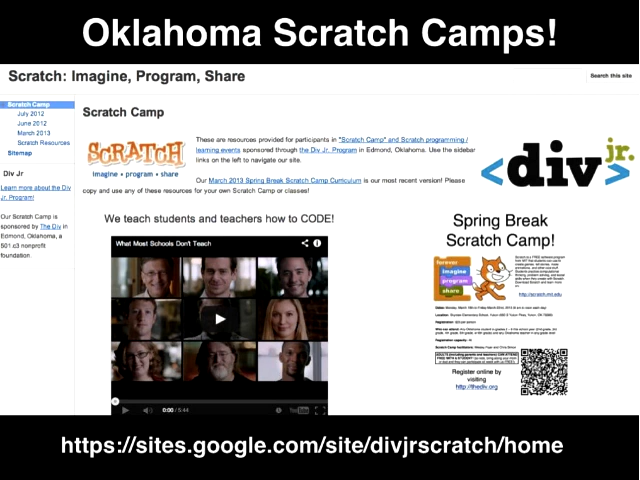 Oklahoma Scratch Camps!
Scratch: Imagine, Program, Share
Search this site
Scratch Camp
July 2012
June 2012
March 2013
Scratch Resources
Sitemap
Div Jr
Learn more about the Div
Jr. Program!
Our Scratch Camp is
sponsored by The Div in
Edmond, Oklahoma, a
501.c3 nonprofit
foundation.
Scratch Camp
SCRATCH
imagine • program • share
These are resources provided for participants in "Scratch Camp" and Scratch programming /
learning events sponsored through the Div Jr. Program in Edmond, Oklahoma. Use the sidebar
links on the left to navigate our site.
Our March 2013 Spring Break Scratch Camp Curriculum is our most recent version! Please
copy and use any of these resources for your own Scratch Camp or classes!
<div> jr.
We teach students and teachers how to CODE!
What Most Schools Don't Teach
0:00 / 5:44
YouTube
Spring Break
Scratch Camp!
forever
imagine
program
share
http://scratch.mit.edu
Register online by
visiting
http://thediv.org
https://sites.google.com/site/divjrscratch/home